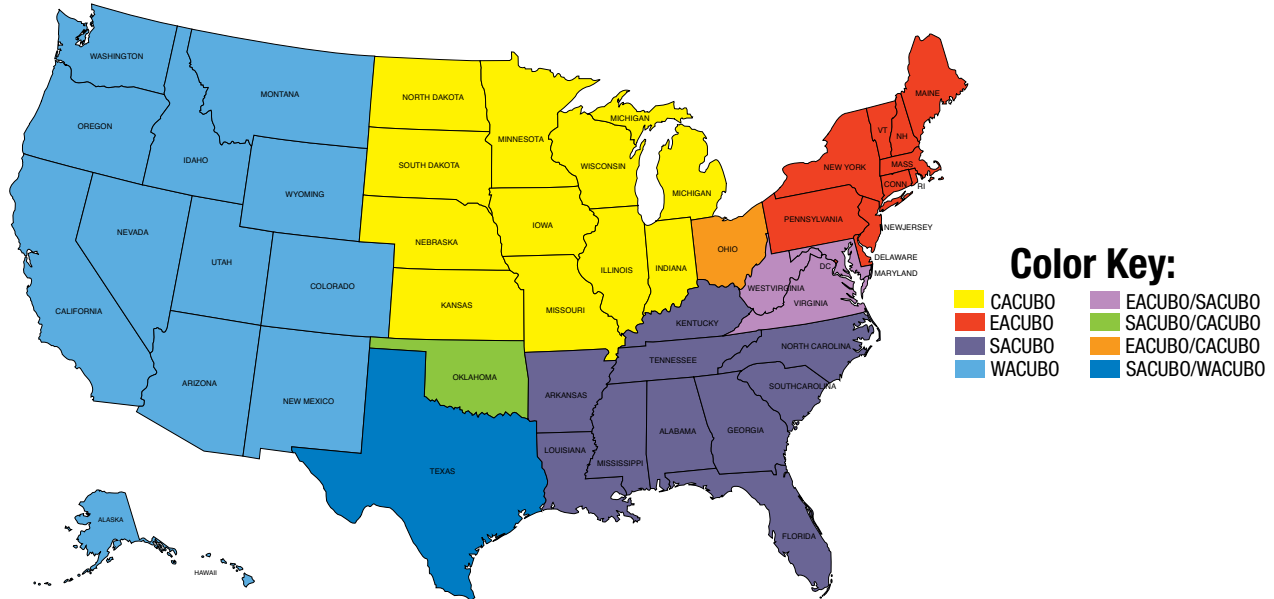 WASHINGTON
MONTANA
NORTH DAKOTA
MINNESOTA
MICHIGAN
MAINE
OREGON
IDAHO
SOUTH DAKOTA
WISCONSIN
VT
NH
MASS
NEW YORK
CONN
RI
WYOMING
MICHIGAN
NEVADA
NEBRASKA
IOWA
PENNSYLVANIA
NEWJERSEY
UTAH
COLORADO
ILLINOIS
INDIANA
OHIO
DELAWARE
DC
MARYLAND
CALIFORNIA
KANSAS
MISSOURI
WESTVIRGINIA
VIRGINIA
KENTUCKY
ARIZONA
NEW MEXICO
OKLAHOMA
ARKANSAS
TENNESSEE
NORTH CAROLINA
SOUTHCAROLINA
TEXAS
LOUISIANA
MISSISSIPPI
ALABAMA
GEORGIA
FLORIDA
ALASKA
HAWAII
Color Key:
CACUBO
EACUBO
SACUBO
WACUBO
EACUBO/SACUBO
SACUBO/CACUBO
EACUBO/CACUBO
SACUBO/WACUBO